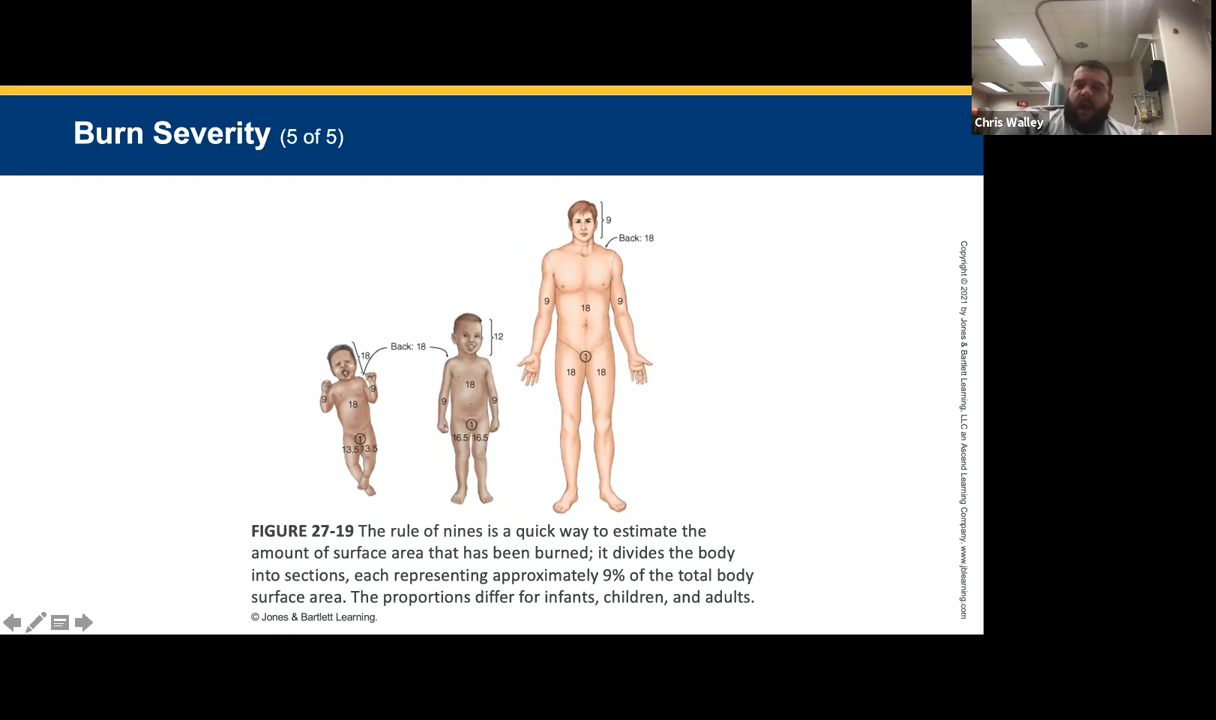 Chris Walley
Burn Severity (5 of 5)
9
Back: 18
9
9
18
1
18
18
12
Back: 18
18
9
9
1
16.5
16.5
18
9
9
18
1
13.5
13.5
FIGURE 27-19 The rule of nines is a quick way to estimate the
amount of surface area that has been burned; it divides the body
into sections, each representing approximately 9% of the total body
surface area. The proportions differ for infants, children, and adults.
© Jones & Bartlett Learning.
Copyright © 2021 by Jones & Bartlett Learning, LLC an Ascend Learning Company. www.jblearning.com